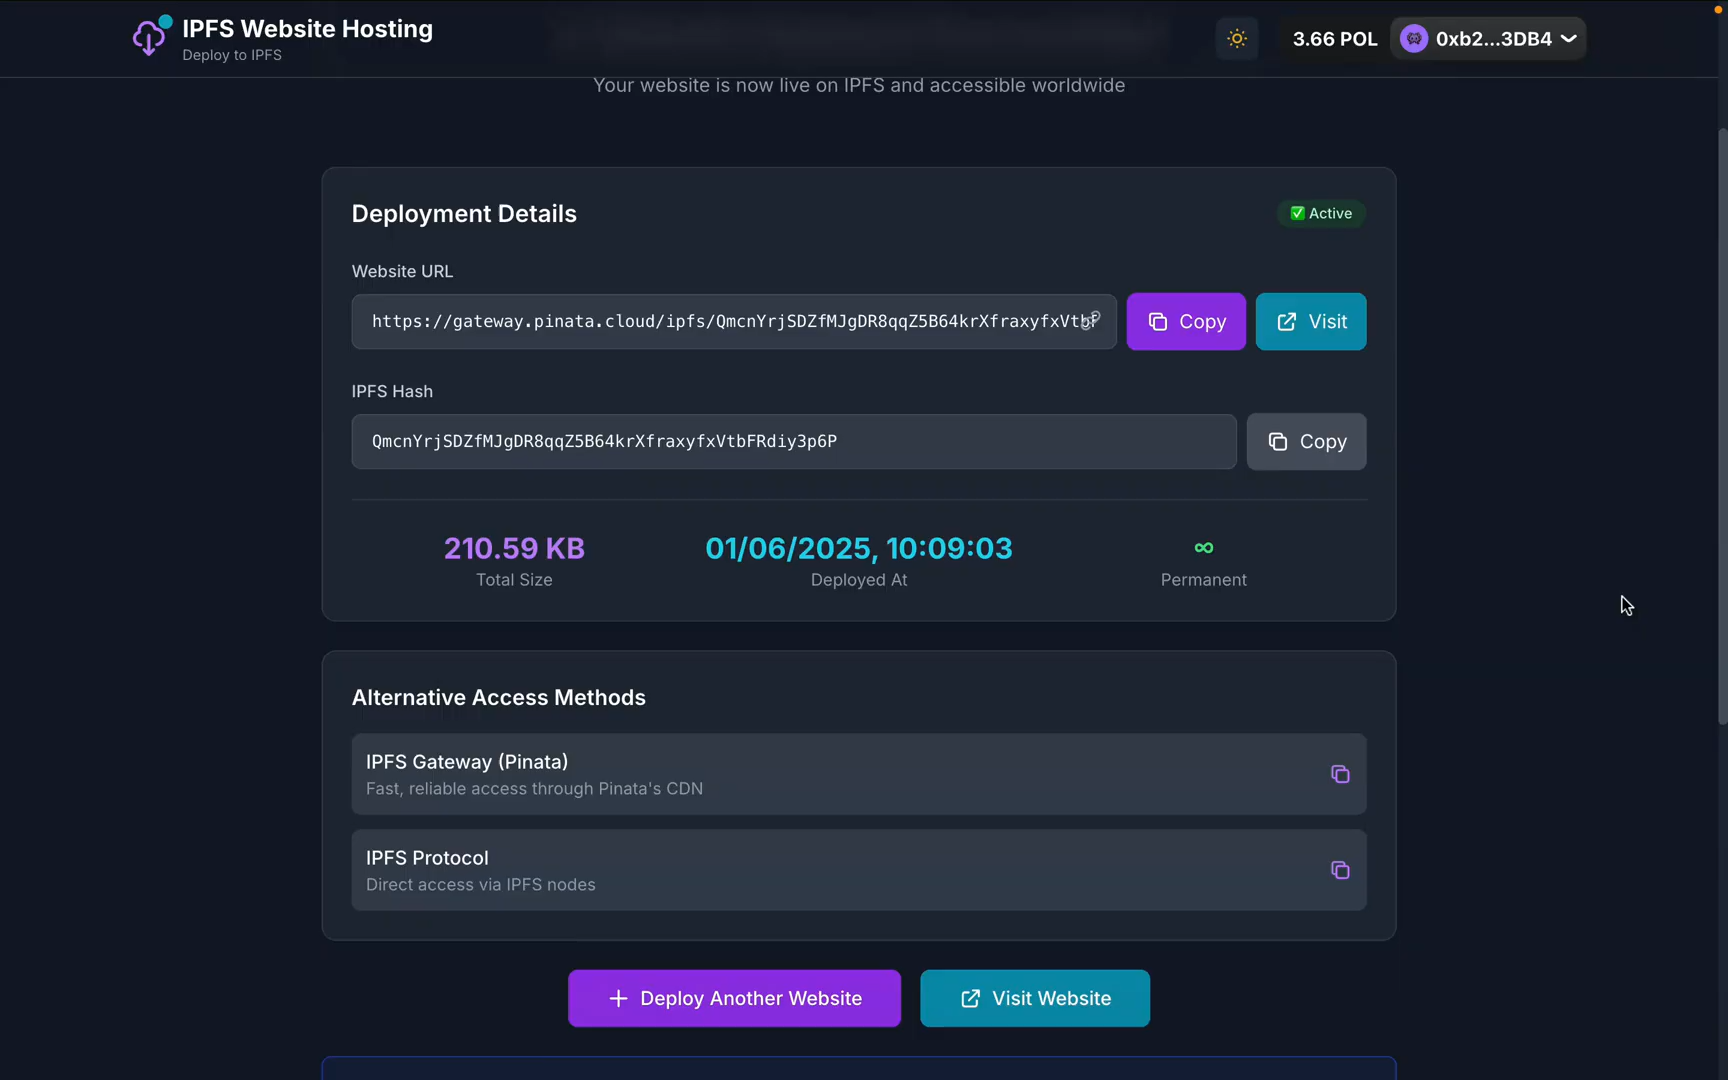 IPFS Website Hosting
Deploy to IPFS
3.66 POL
0xb2...3DB4
Your website is now live on IPFS and accessible worldwide
Deployment Details
✅ Active
Website URL
https://gateway.pinata.cloud/ipfs/QmcnYrjSDZfMJgDR8qqZ5B64krXfraxyfxVtbF
Copy
Visit
IPFS Hash
QmcnYrjSDZfMJgDR8qqZ5B64krXfraxyfxVtbFRdiy3p6P
Copy
210.59 KB
01/06/2025, 10:09:03
∞
Total Size
Deployed At
Permanent
Alternative Access Methods
IPFS Gateway (Pinata)
Fast, reliable access through Pinata's CDN
IPFS Protocol
Direct access via IPFS nodes
+ Deploy Another Website
Visit Website